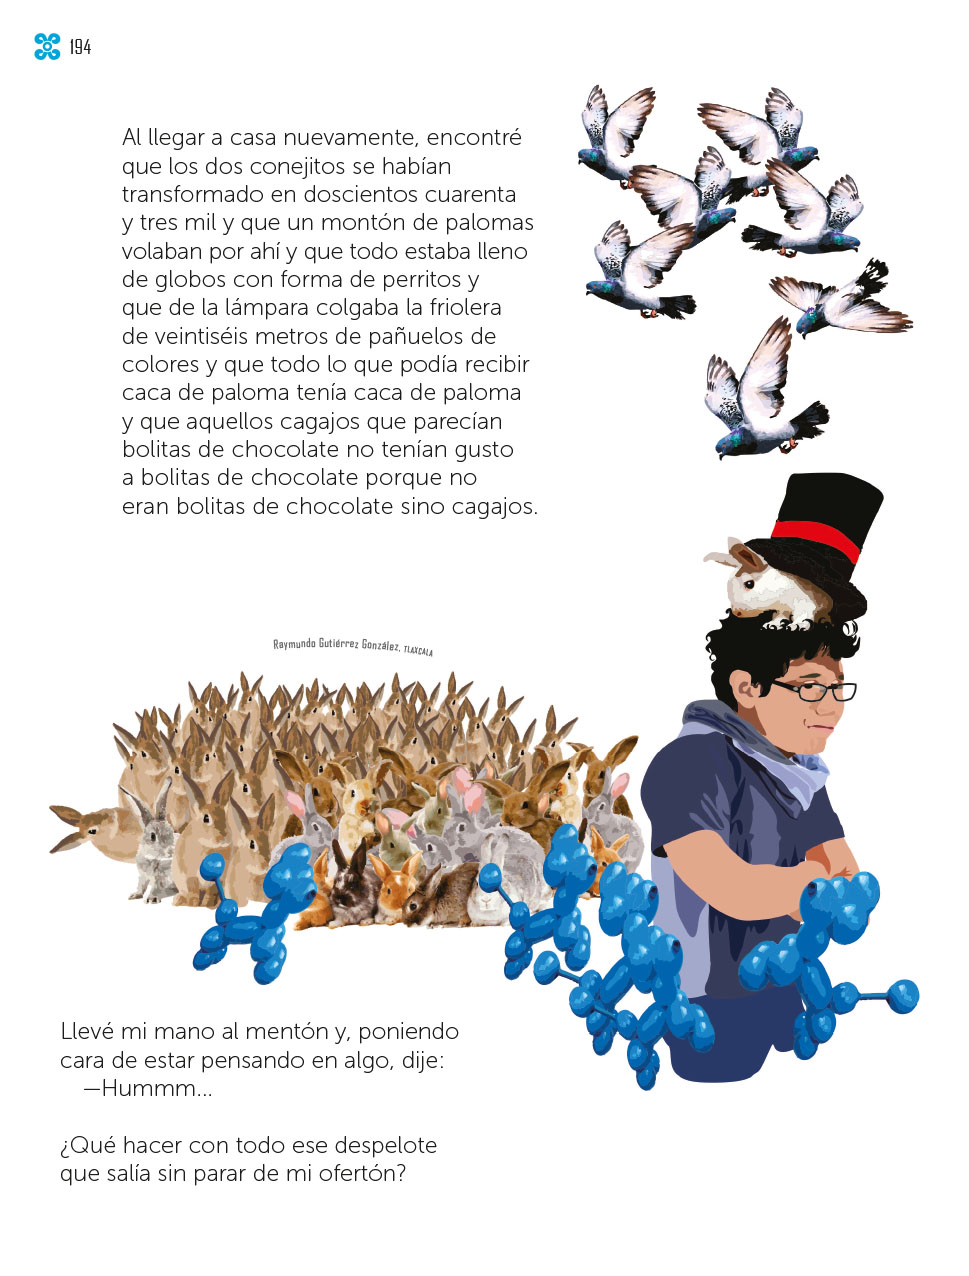 194
Al llegar a casa nuevamente, encontré
que los dos conejitos se habían
transformado en doscientos cuarenta
y tres mil y que un montón de palomas
volaban por ahí y que todo estaba lleno
de globos con forma de perritos y
que de la lámpara colgaba la friolera
de veintiséis metros de pañuelos de
colores y que todo lo que podía recibir
caca de paloma tenía caca de paloma
y que aquellos cagajos que parecían
bolitas de chocolate no tenían gusto
a bolitas de chocolate porque no
eran bolitas de chocolate sino cagajos.
Raymundo Gutiérrez González, TLAXCALA
Llevé mi mano al mentón y, poniendo
cara de estar pensando en algo, dije:
—Hummm...
¿Qué hacer con todo ese despelote
que salía sin parar de mi ofertón?